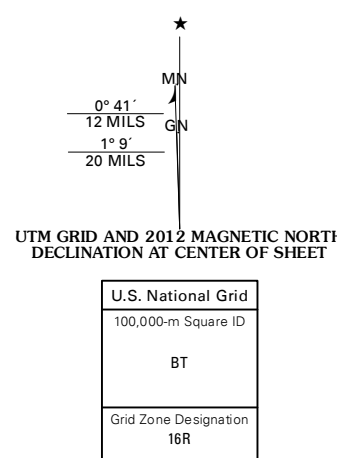 ★
MN
0° 41´
12 MILS
GN
1° 9´
20 MILS
UTM GRID AND 2012 MAGNETIC NORTH
DECLINATION AT CENTER OF SHEET
U.S. National Grid
100,000-m Square ID
BT
Grid Zone Designation
16R